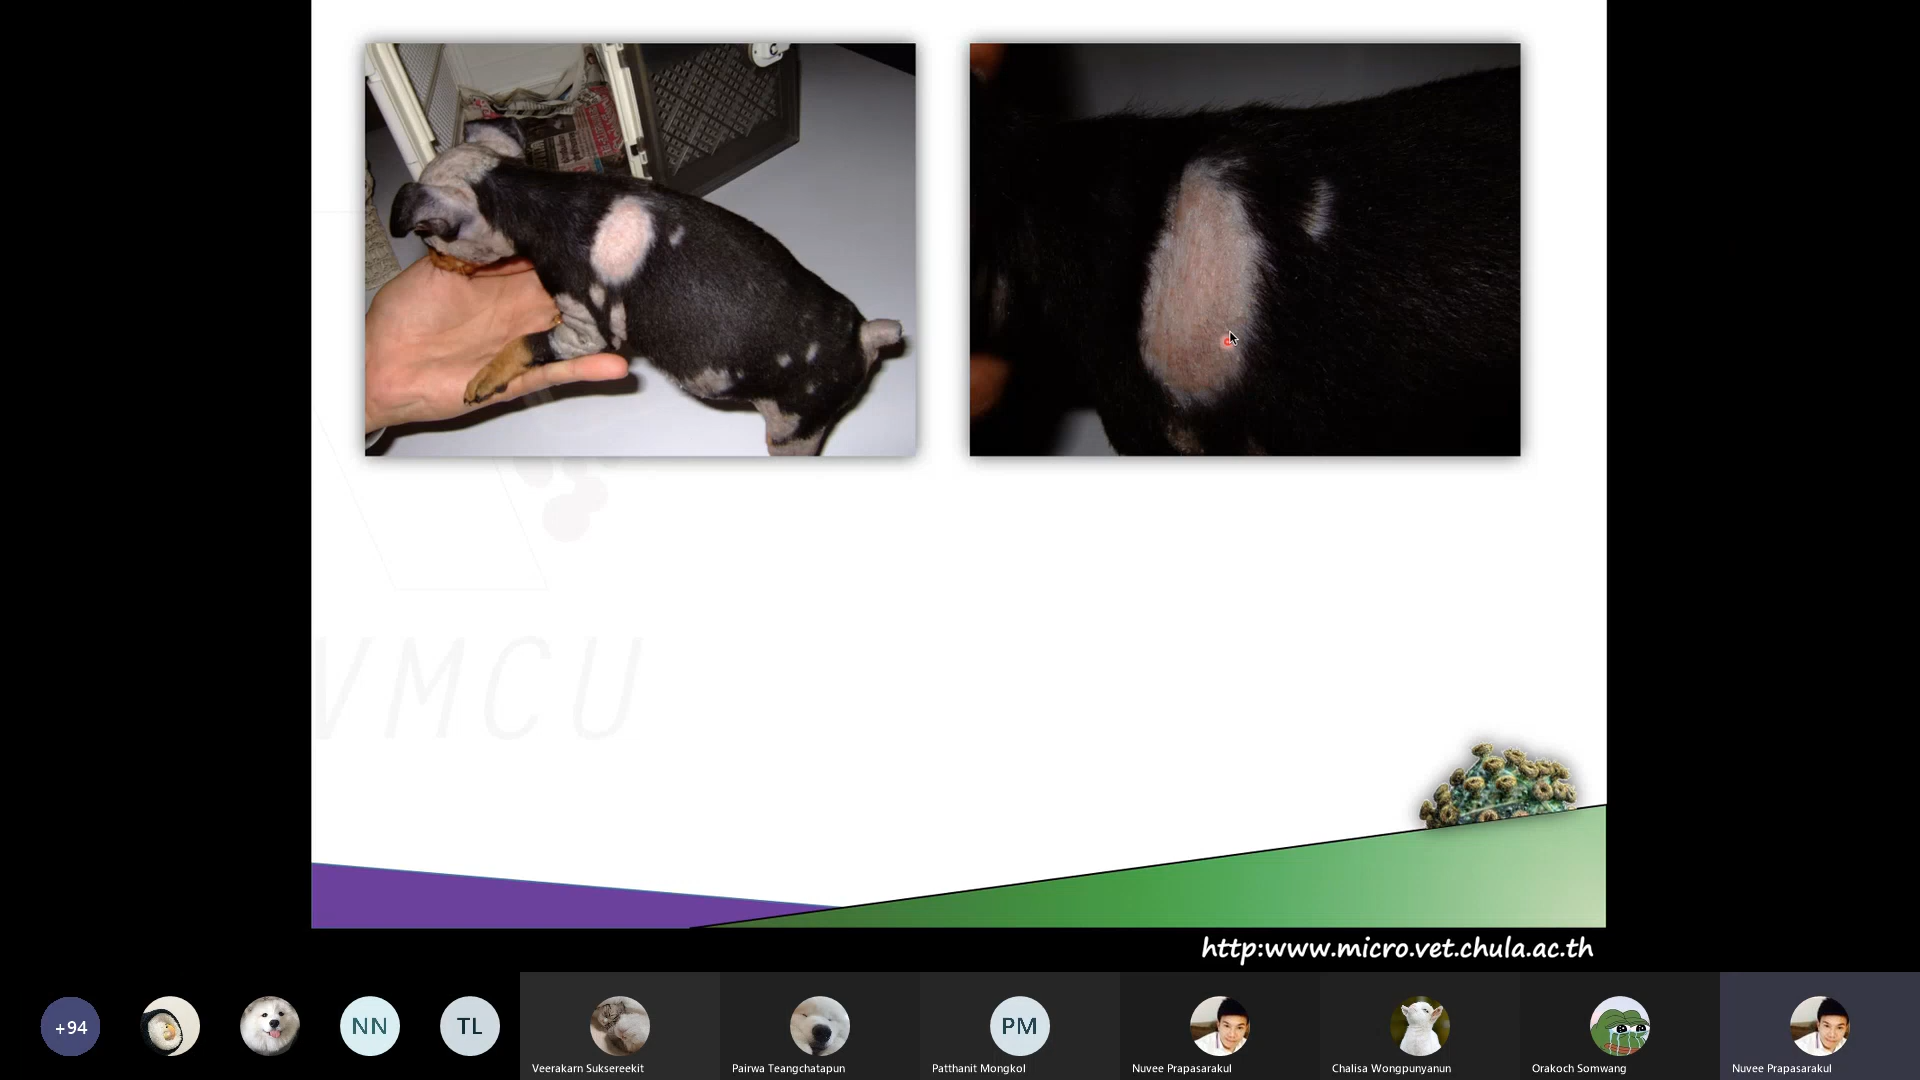 VMCU
http:www.micro.vet.chula.ac.th
+94
NN
TL
PM
Veerakarn Suksereekit
Pairwa Teangchatapun
Patthanit Mongkol
Nuvee Prapasarakul
Chalisa Wongpunyanun
Orakoch Somwang
Nuvee Prapasarakul